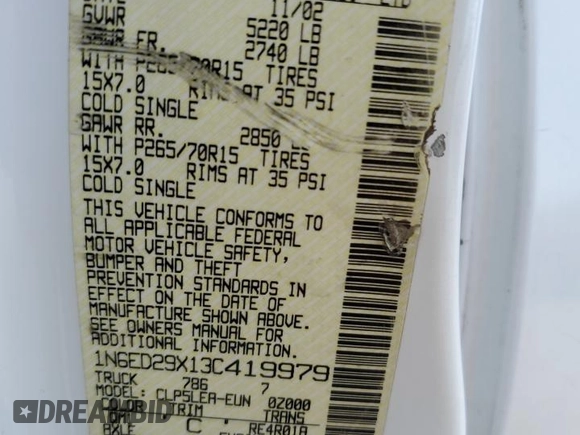 11/02
GVWR 5220 LB
GAWR FR. 2740 LB
WITH P265/70R15 TIRES
15X7.0 RIMS AT 35 PSI
COLD SINGLE
GAWR RR. 2850 LB
WITH P265/70R15 TIRES
15X7.0 RIMS AT 35 PSI
COLD SINGLE
THIS VEHICLE CONFORMS TO
ALL APPLICABLE FEDERAL
MOTOR VEHICLE SAFETY,
BUMPER AND THEFT
PREVENTION STANDARDS IN
EFFECT ON THE DATE OF
MANUFACTURE SHOWN ABOVE.
SEE OWNERS MANUAL FOR
ADDITIONAL INFORMATION.
1N6ED29X13C419979
TRUCK 786 7
MODEL: CLPSLEA-EUN 02000
COLOR TRIM TRANS
C RE4R01A
AXLE
DREAMBID